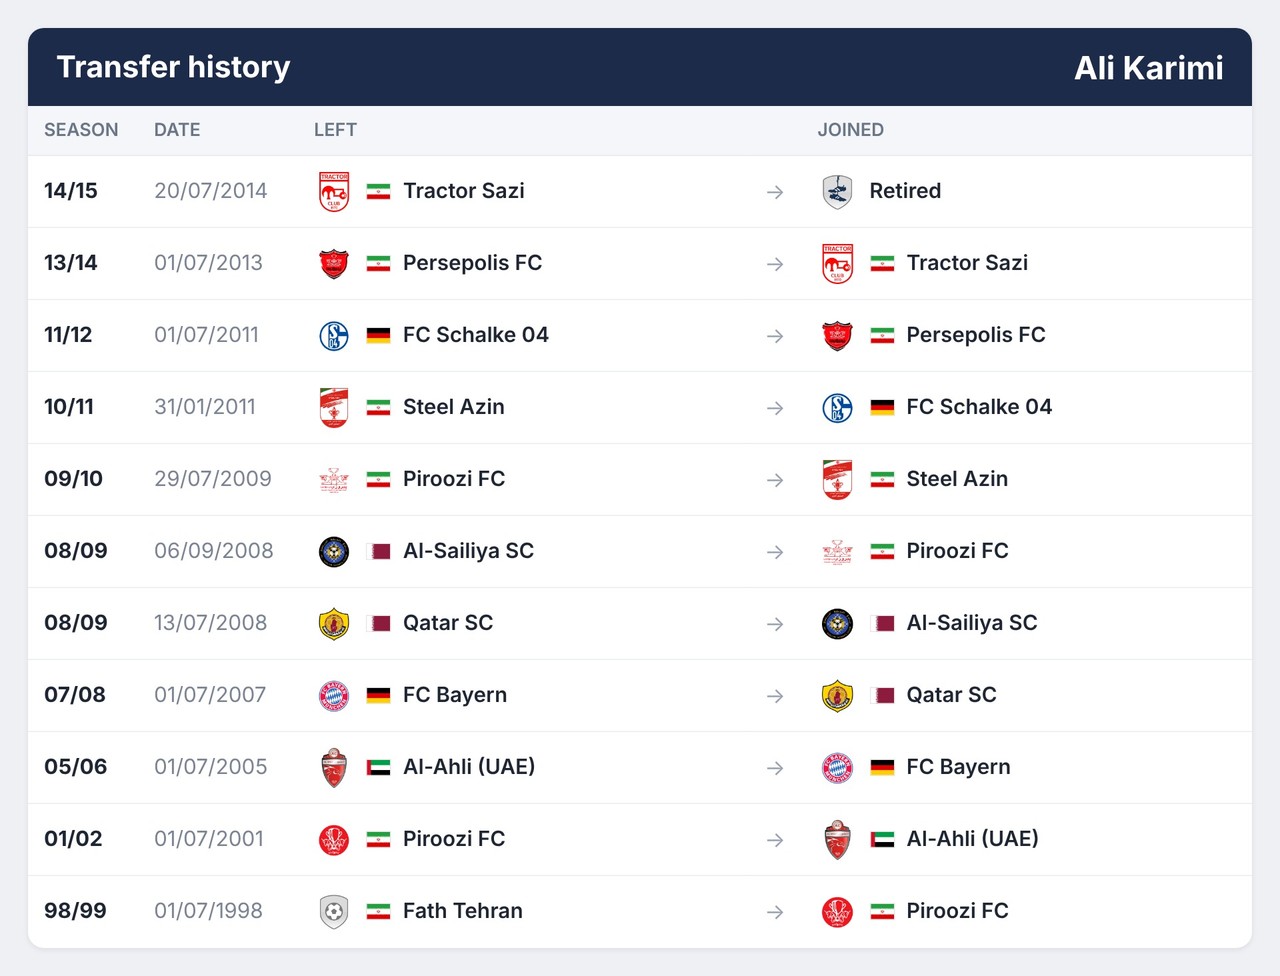 Transfer history Ali Karimi
SEASON DATE LEFT JOINED
14/15 20/07/2014 Tractor Sazi → Retired
13/14 01/07/2013 Persepolis FC → Tractor Sazi
11/12 01/07/2011 FC Schalke 04 → Persepolis FC
10/11 31/01/2011 Steel Azin → FC Schalke 04
09/10 29/07/2009 Piroozi FC → Steel Azin
08/09 06/09/2008 Al-Sailiya SC → Piroozi FC
08/09 13/07/2008 Qatar SC → Al-Sailiya SC
07/08 01/07/2007 FC Bayern → Qatar SC
05/06 01/07/2005 Al-Ahli (UAE) → FC Bayern
01/02 01/07/2001 Piroozi FC → Al-Ahli (UAE)
98/99 01/07/1998 Fath Tehran → Piroozi FC